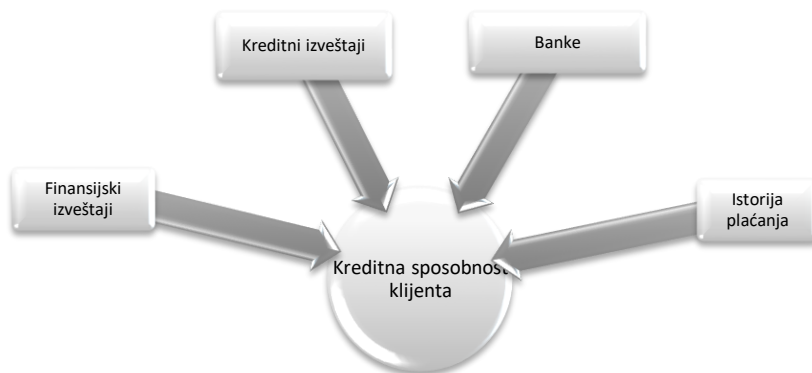 Kreditni izveštaji
Banke
Finansijski
izveštaji
Istorija
plaćanja
Kreditna sposobnost
klijenta